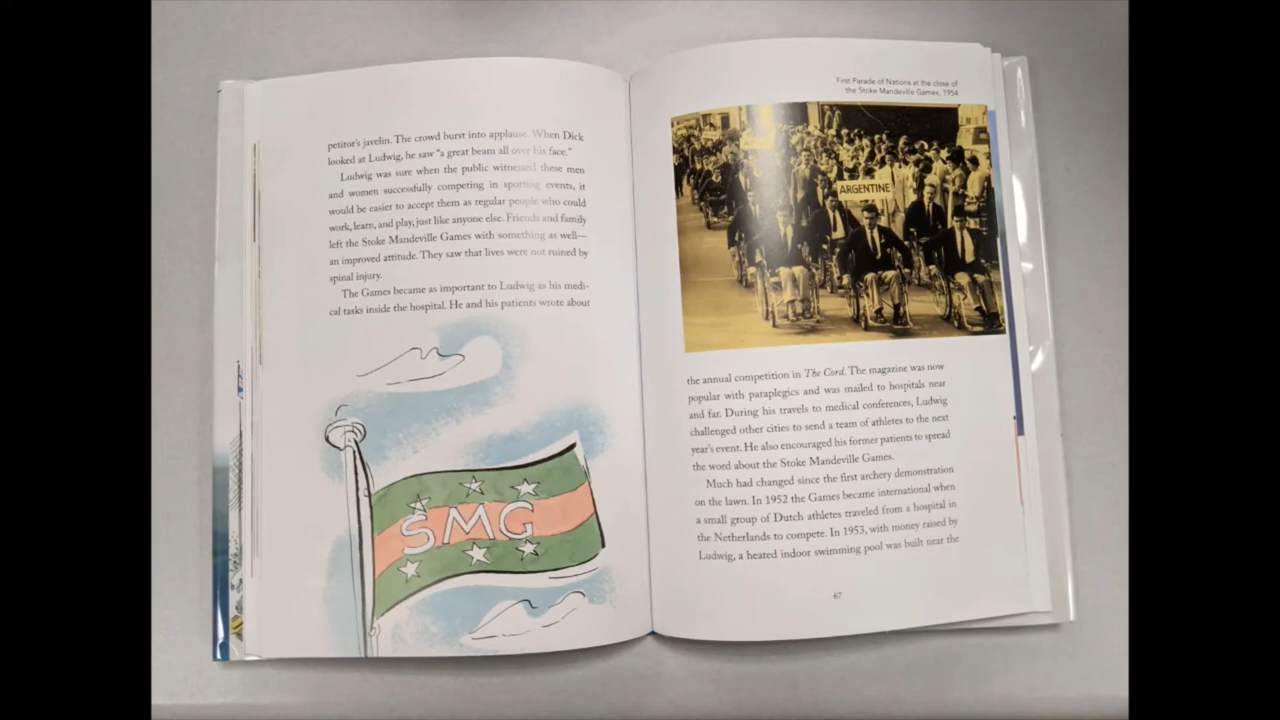 petitor's javelin. The crowd burst into applause. When Dick
looked at Ludwig, he saw "a great beam all over his face."
Ludwig was sure when the public witnessed these men
and women successfully competing in sporting events, it
would be easier to accept them as regular people who could
work, learn, and play, just like anyone else. Friends and family
left the Stoke Mandeville Games with something as well—
an improved attitude. They saw that lives were not ruined by
spinal injury.
The Games became as important to Ludwig as his medi-
cal tasks inside the hospital. He and his patients wrote about
SMG
First Parade of Nations at the close of
the Stoke Mandeville Games, 1954
ARGENTINE
the annual competition in The Cord. The magazine was now
popular with paraplegics and was mailed to hospitals near
and far. During his travels to medical conferences, Ludwig
challenged other cities to send a team of athletes to the next
year's event. He also encouraged his former patients to spread
the word about the Stoke Mandeville Games.
Much had changed since the first archery demonstration
on the lawn. In 1952 the Games became international when
a small group of Dutch athletes traveled from a hospital in
the Netherlands to compete. In 1953, with money raised by
Ludwig, a heated indoor swimming pool was built near the
67